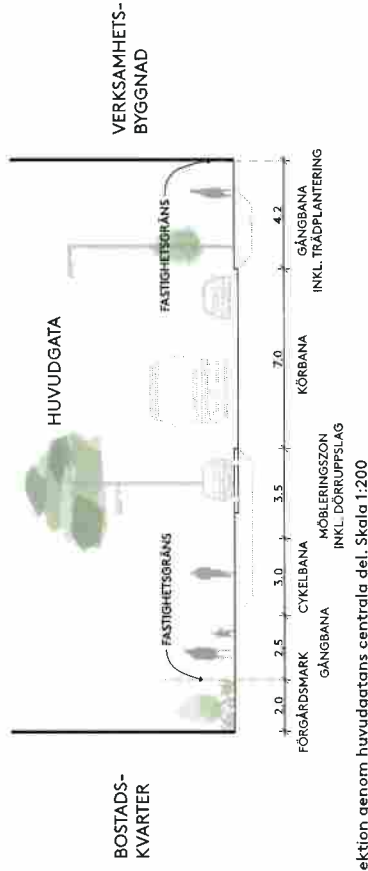 HUVUDGATA
BOSTADS-
KVARTER
VERKSAMHETS-
BYGGNAD
FASTIGHETSGRÄNS
FASTIGHETSGRÄNS
2,0
2,5
3,0
3,5
7,0
4,2
FÖRGÅRDSMARK
GÅNGBANA
CYKELBANA
MÖBLERINGSZON
INKL. DÖRRUPPSLAG
KÖRBANA
GÅNGBANA
INKL. TRÄDPLANTERING
ektion genom huvudgatans centrala del. Skala 1:200